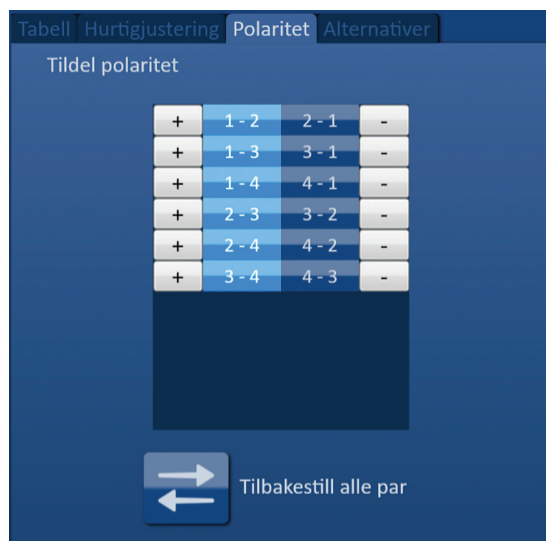 Tabell Hurtigjustering Polaritet Alternativer
Tildel polaritet
+ 1 - 2 2 - 1 -
+ 1 - 3 3 - 1 -
+ 1 - 4 4 - 1 -
+ 2 - 3 3 - 2 -
+ 2 - 4 4 - 2 -
+ 3 - 4 4 - 3 -
Tilbakestill alle par